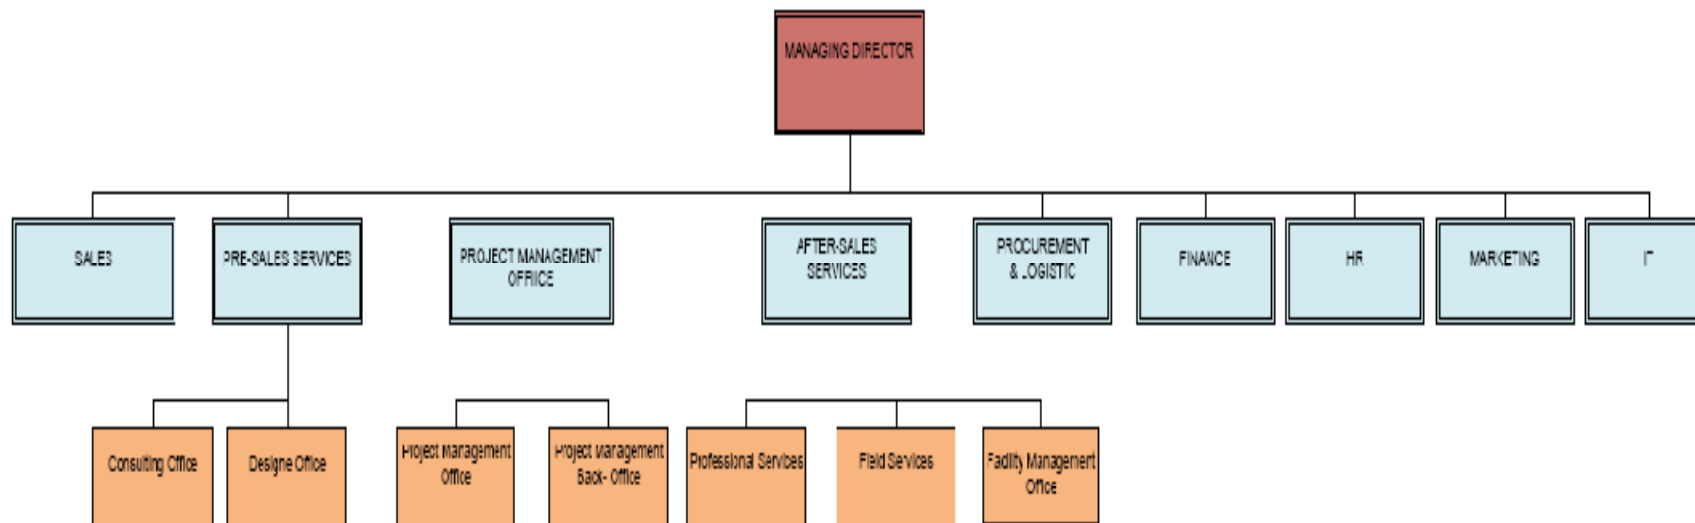 MANAGING DIRECTOR
SALES
PRE-SALES SERVICES
PROJECT MANAGEMENT
OFFICE
AFTER-SALES
SERVICES
PROCUREMENT
& LOGISTIC
FINANCE
HR
MARKETING
IT
Consulting Office
Designe Office
Project Management
Office
Project Management
Back- Office
Professional Services
Field Services
Facility Management
Office